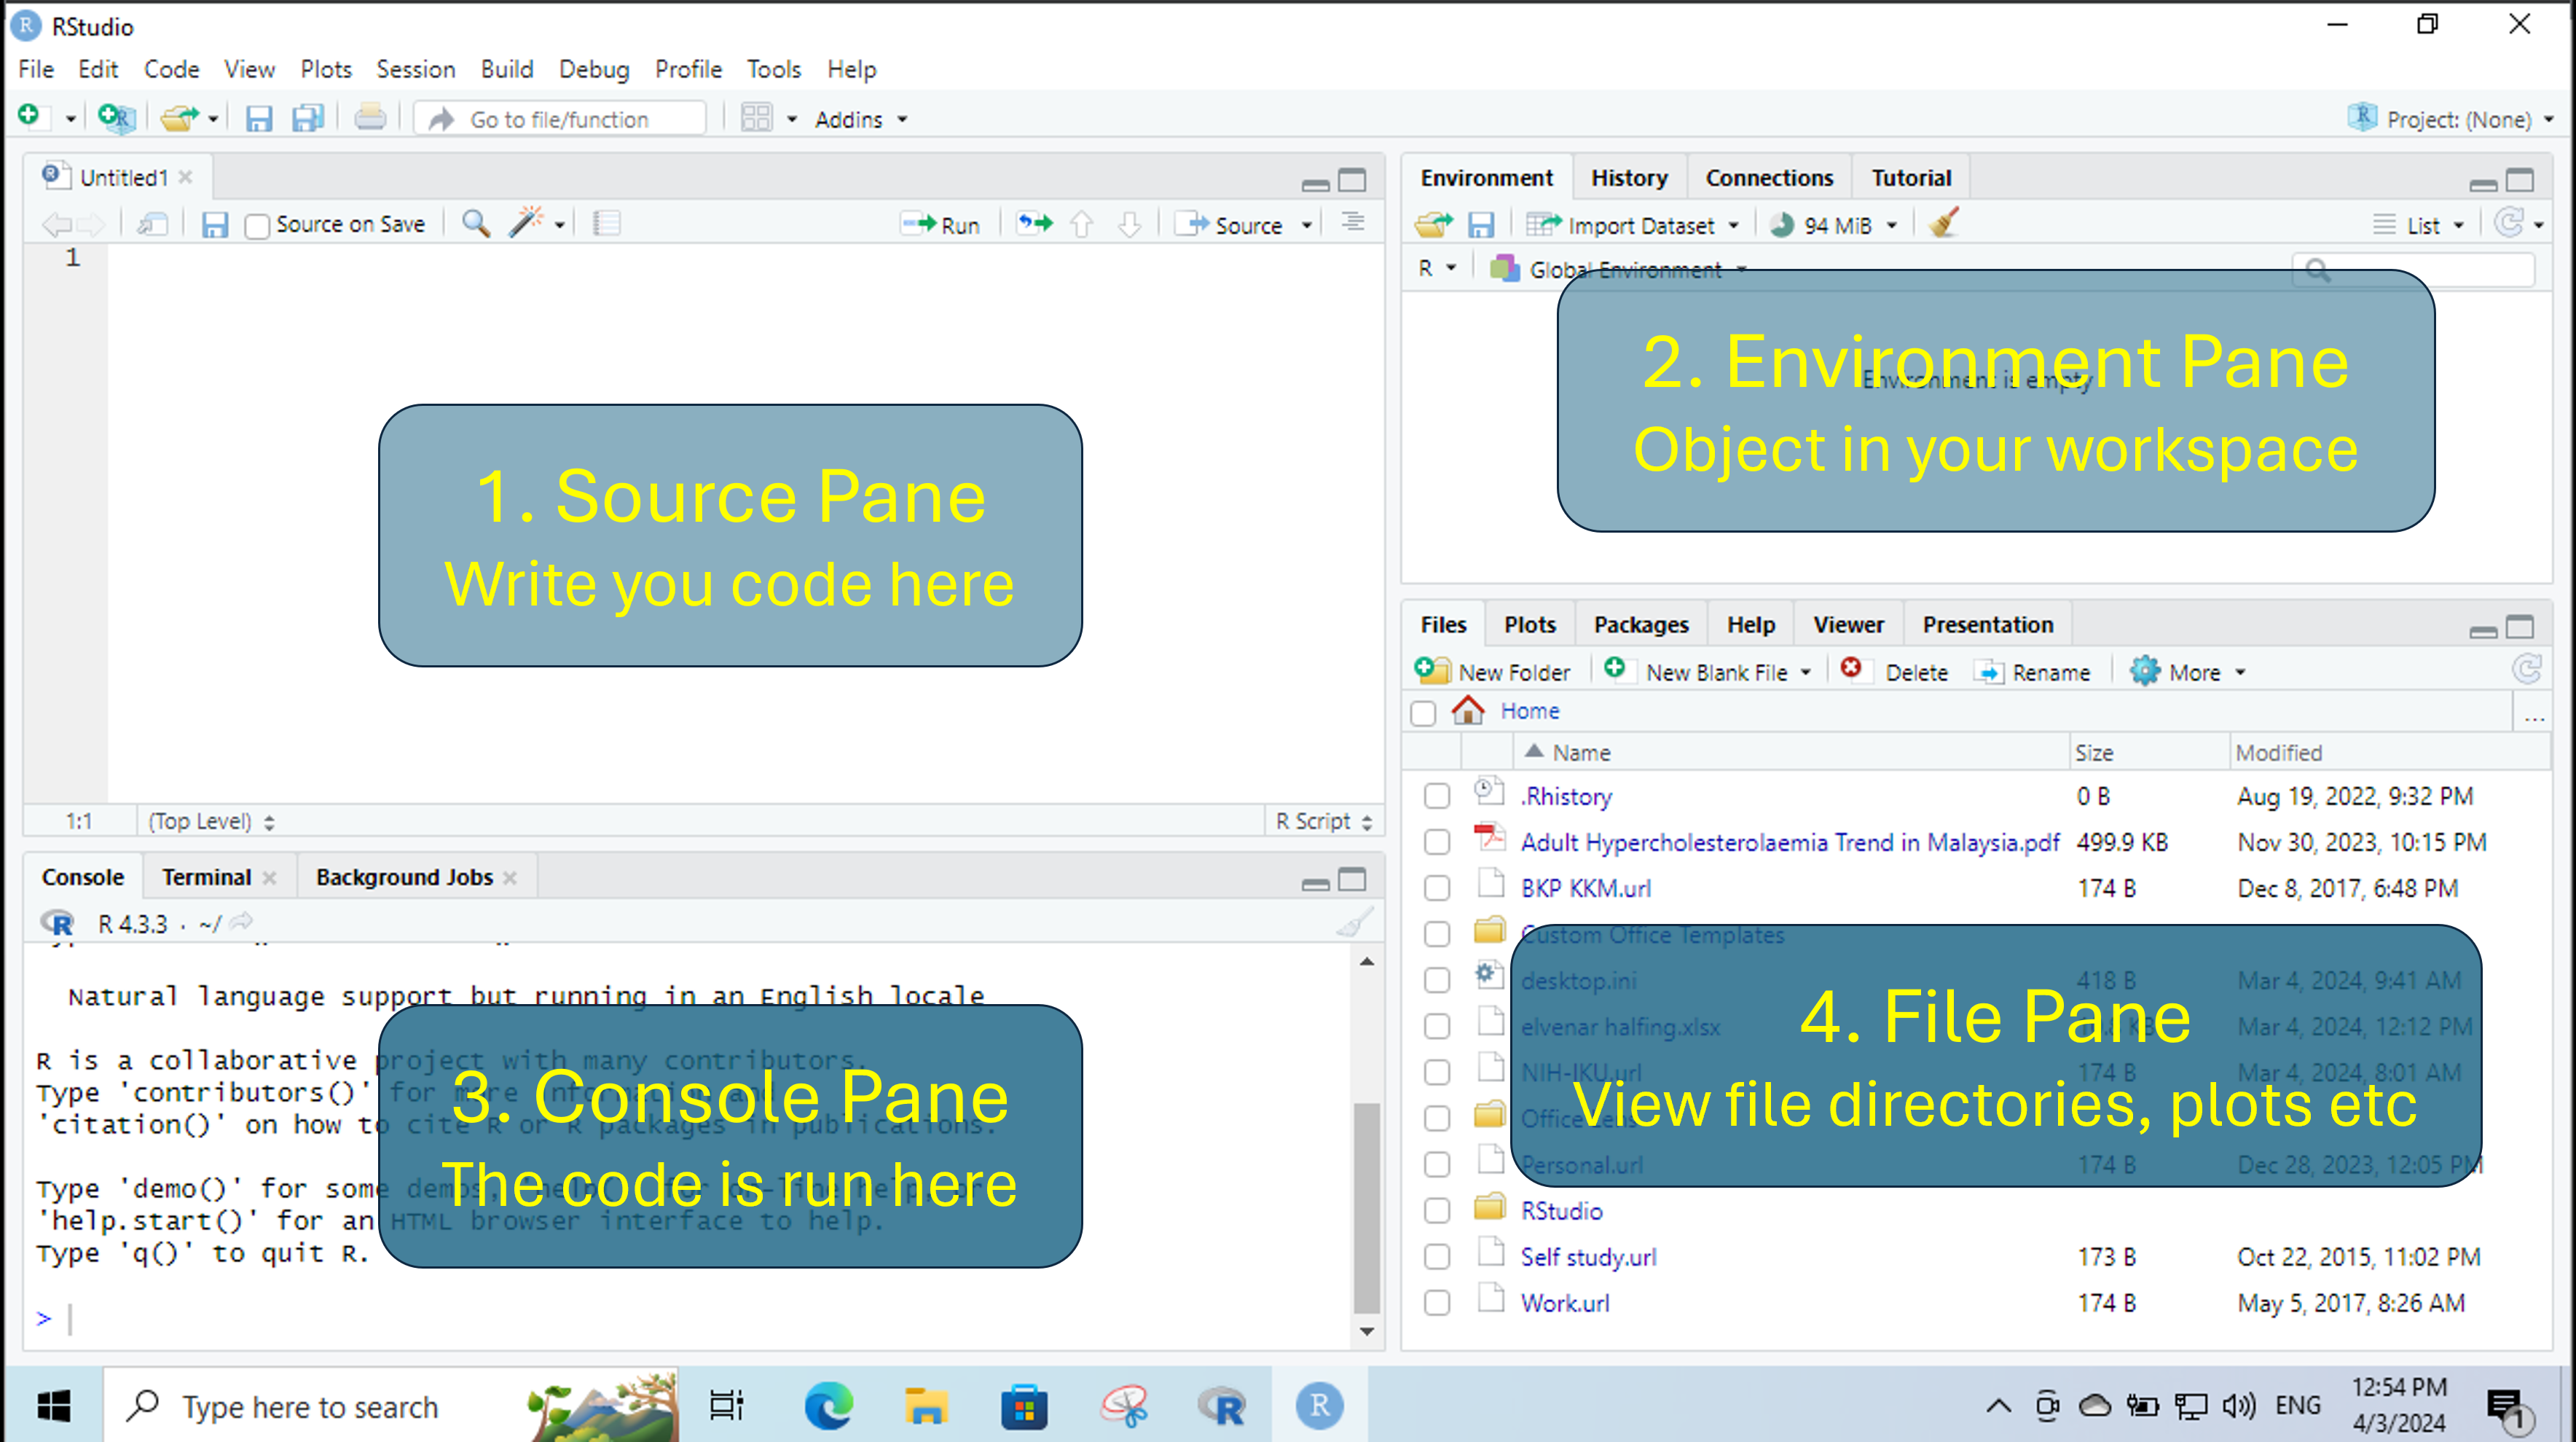 RStudio
File Edit Code View Plots Session Build Debug Profile Tools Help
Go to file/function Addins Project: (None)
Untitled1
Source on Save Run Source
1
1. Source Pane
Write you code here
1:1 (Top Level) R Script
Environment History Connections Tutorial
Import Dataset 94 MiB List
R Global Environment
Environment is empty
2. Environment Pane
Object in your workspace
Console Terminal Background Jobs
R 4.3.3 · ~/
Natural language support but running in an English locale
R is a collaborative project with many contributors.
Type 'contributors()' for more information and
'citation()' on how to cite R or R packages in publications.
Type 'demo()' for some demos, 'help()' for on-line help, or
'help.start()' for an HTML browser interface to help.
Type 'q()' to quit R.
>
3. Console Pane
The code is run here
Files Plots Packages Help Viewer Presentation
New Folder New Blank File Delete Rename More
Home ...
Name Size Modified
.Rhistory 0 B Aug 19, 2022, 9:32 PM
Adult Hypercholesterolaemia Trend in Malaysia.pdf 499.9 KB Nov 30, 2023, 10:15 PM
BKP KKM.url 174 B Dec 8, 2017, 6:48 PM
Custom Office Templates
desktop.ini 418 B Mar 4, 2024, 9:41 AM
elvenar halfing.xlsx KB Mar 4, 2024, 12:12 PM
NIH-IKU.url 174 B Mar 4, 2024, 8:01 AM
Office Lens
Personal.url 174 B Dec 28, 2023, 12:05 PM
RStudio
Self study.url 173 B Oct 22, 2015, 11:02 PM
Work.url 174 B May 5, 2017, 8:26 AM
4. File Pane
View file directories, plots etc
Type here to search
ENG
12:54 PM
4/3/2024
1